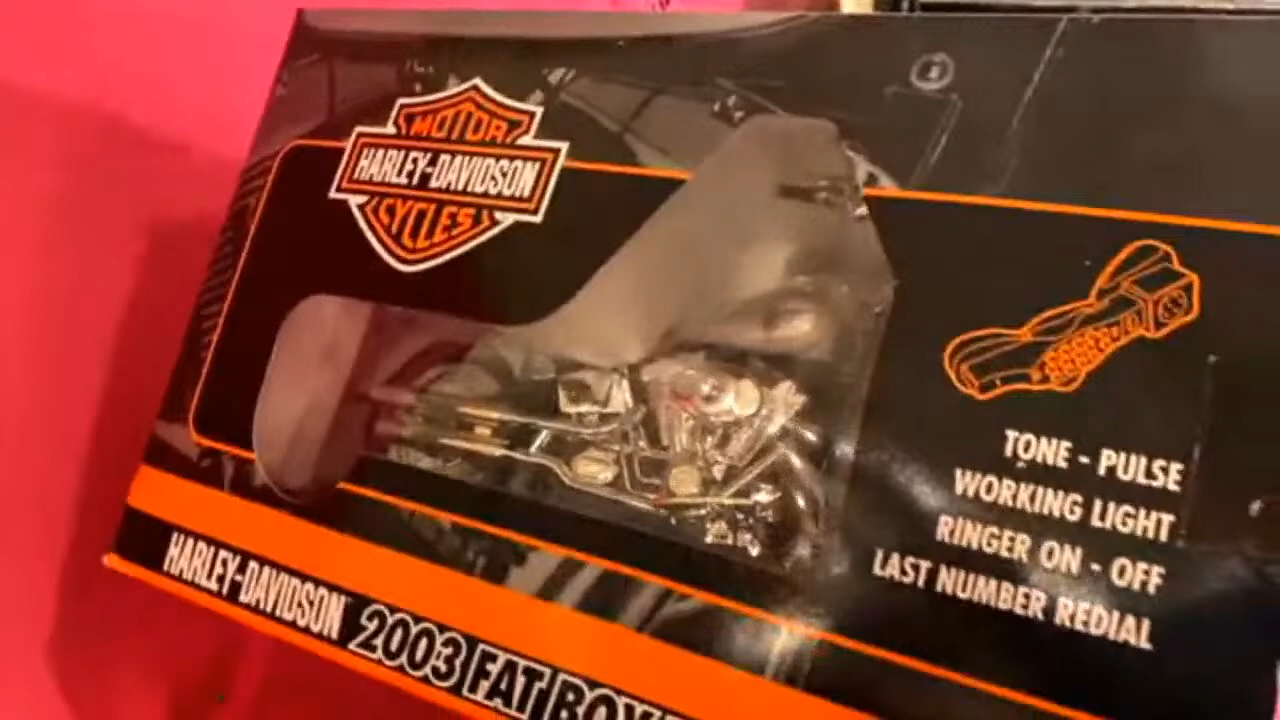 MOTOR
HARLEY-DAVIDSON
CYCLES
TONE - PULSE
WORKING LIGHT
RINGER ON - OFF
LAST NUMBER REDIAL
HARLEY-DAVIDSON 2003 FAT BOY